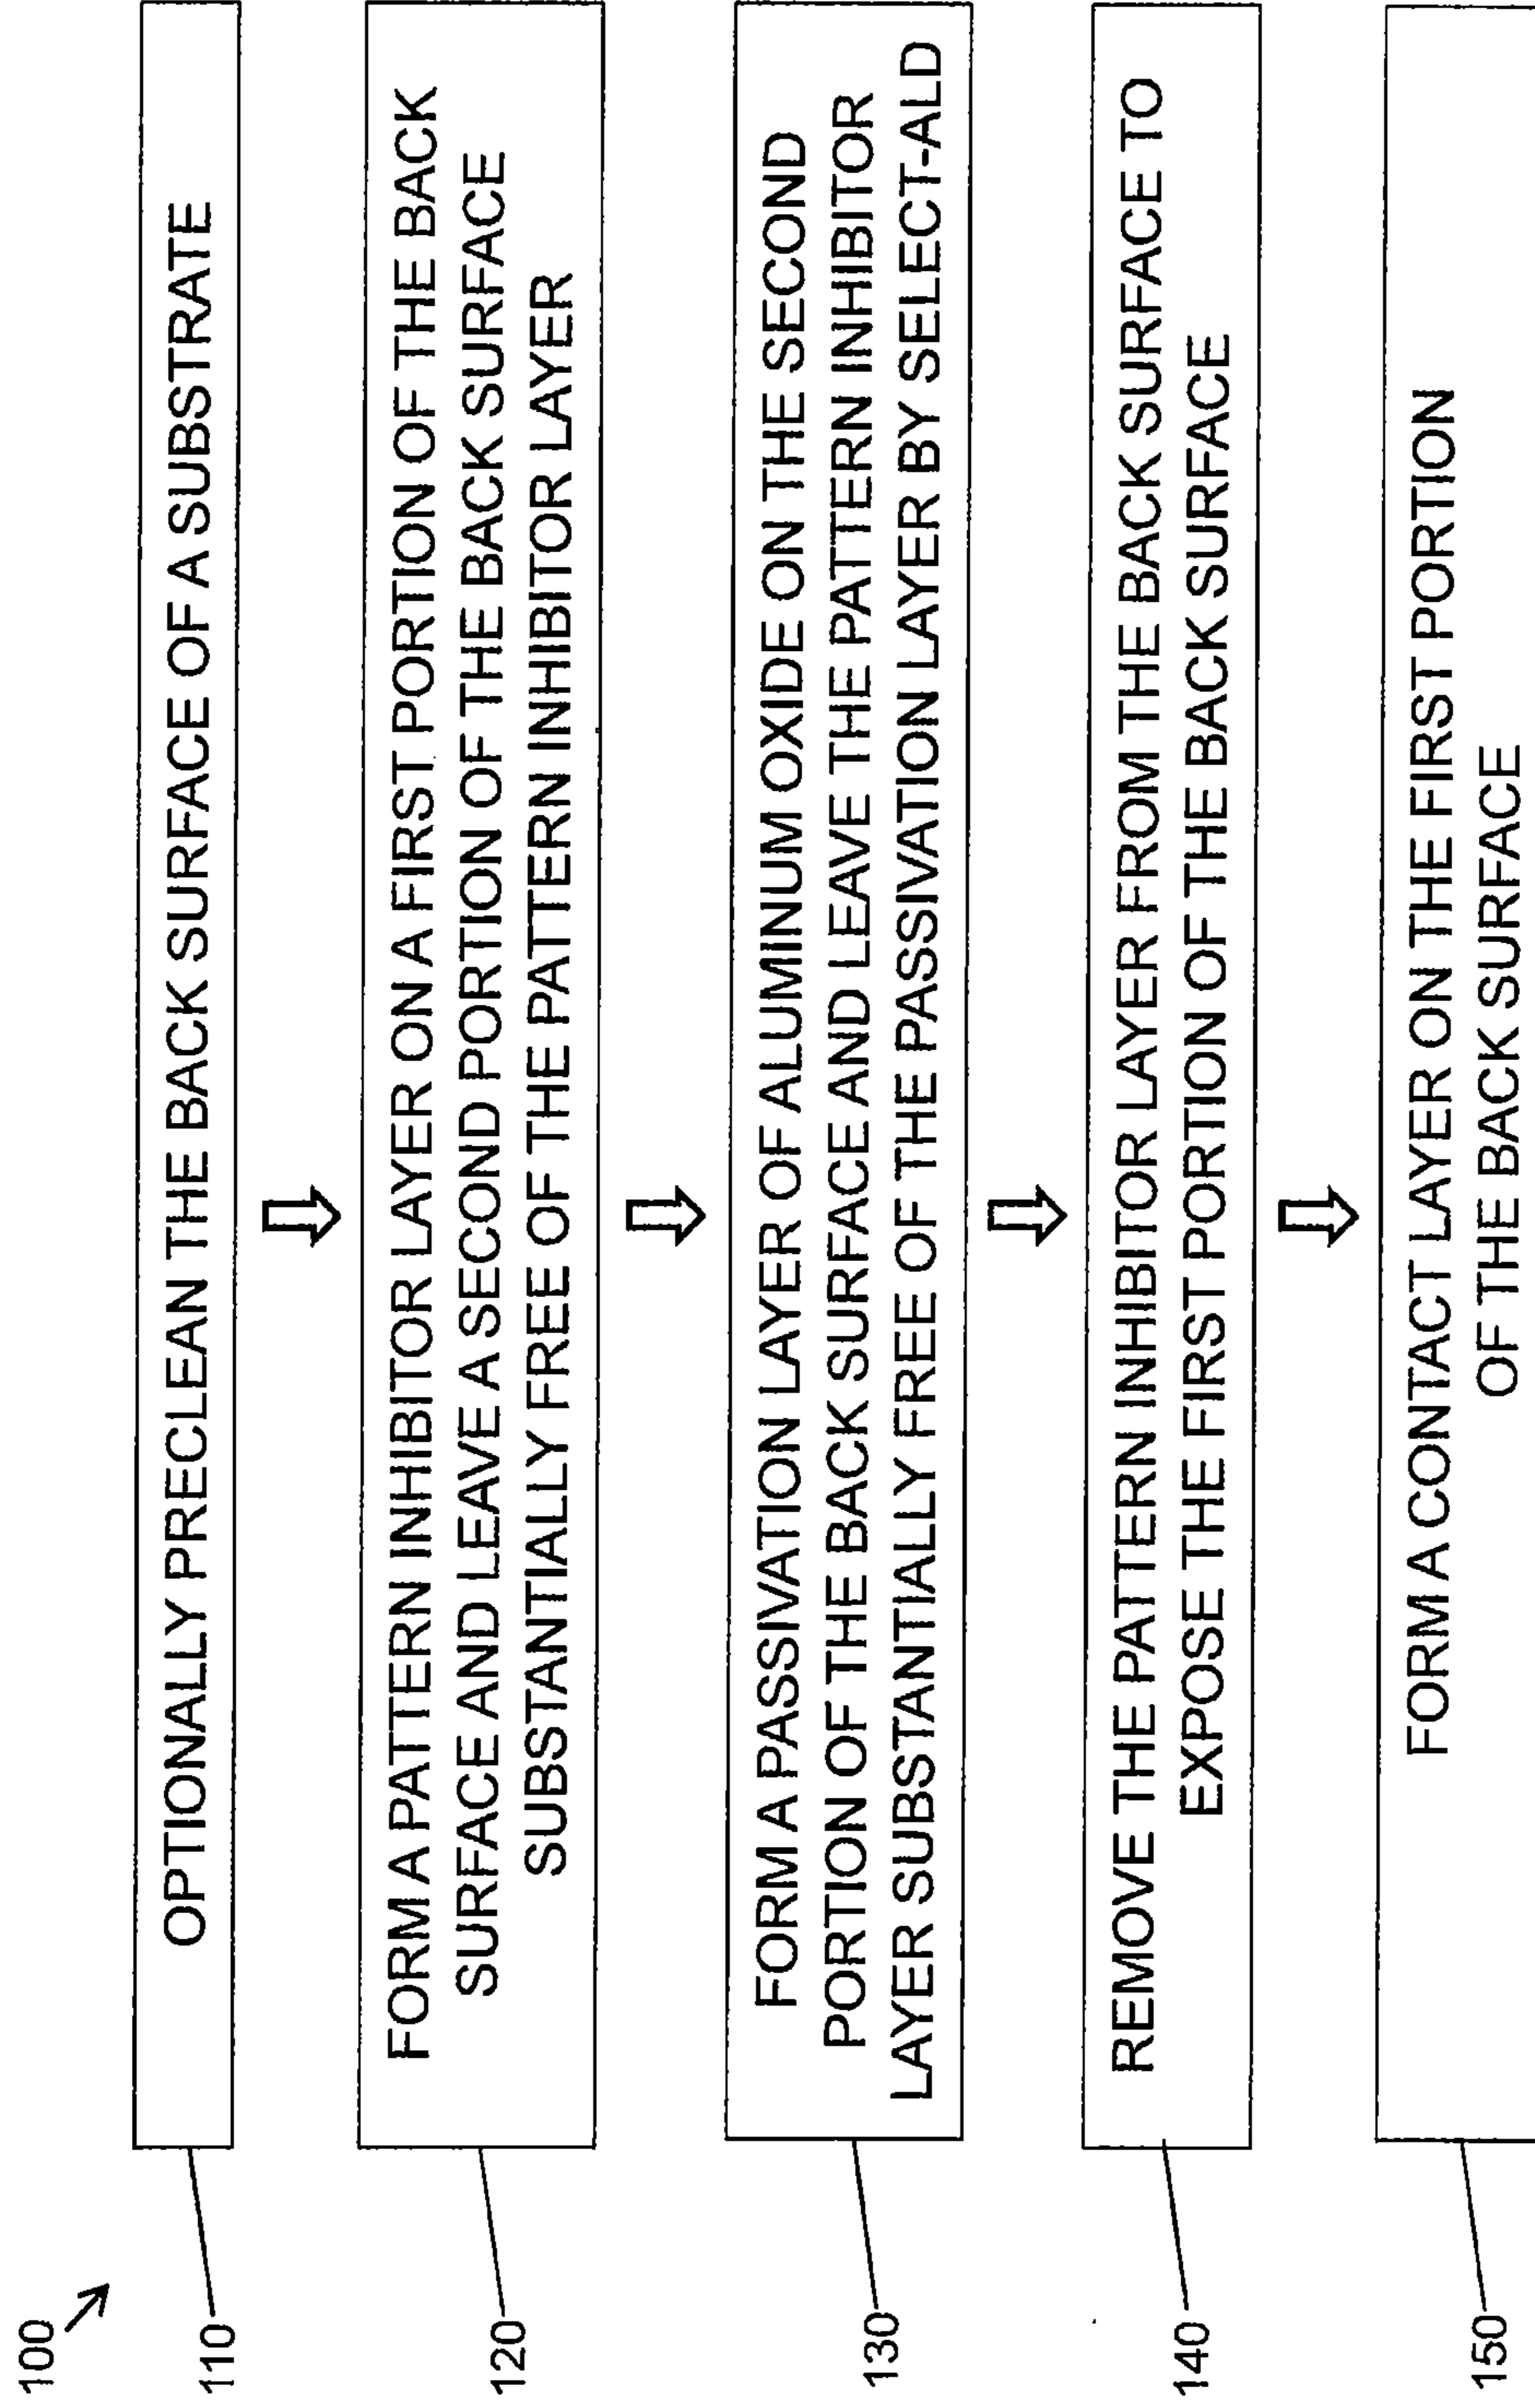 100
110
OPTIONALLY PRECLEAN THE BACK SURFACE OF A SUBSTRATE
120
FORM A PATTERN INHIBITOR LAYER ON A FIRST PORTION OF THE BACK
SURFACE AND LEAVE A SECOND PORTION OF THE BACK SURFACE
SUBSTANTIALLY FREE OF THE PATTERN INHIBITOR LAYER
130
FORM A PASSIVATION LAYER OF ALUMINUM OXIDE ON THE SECOND
PORTION OF THE BACK SURFACE AND LEAVE THE PATTERN INHIBITOR
LAYER SUBSTANTIALLY FREE OF THE PASSIVATION LAYER BY SELECT-ALD
140
REMOVE THE PATTERN INHIBITOR LAYER FROM THE BACK SURFACE TO
EXPOSE THE FIRST PORTION OF THE BACK SURFACE
150
FORM A CONTACT LAYER ON THE FIRST PORTION
OF THE BACK SURFACE